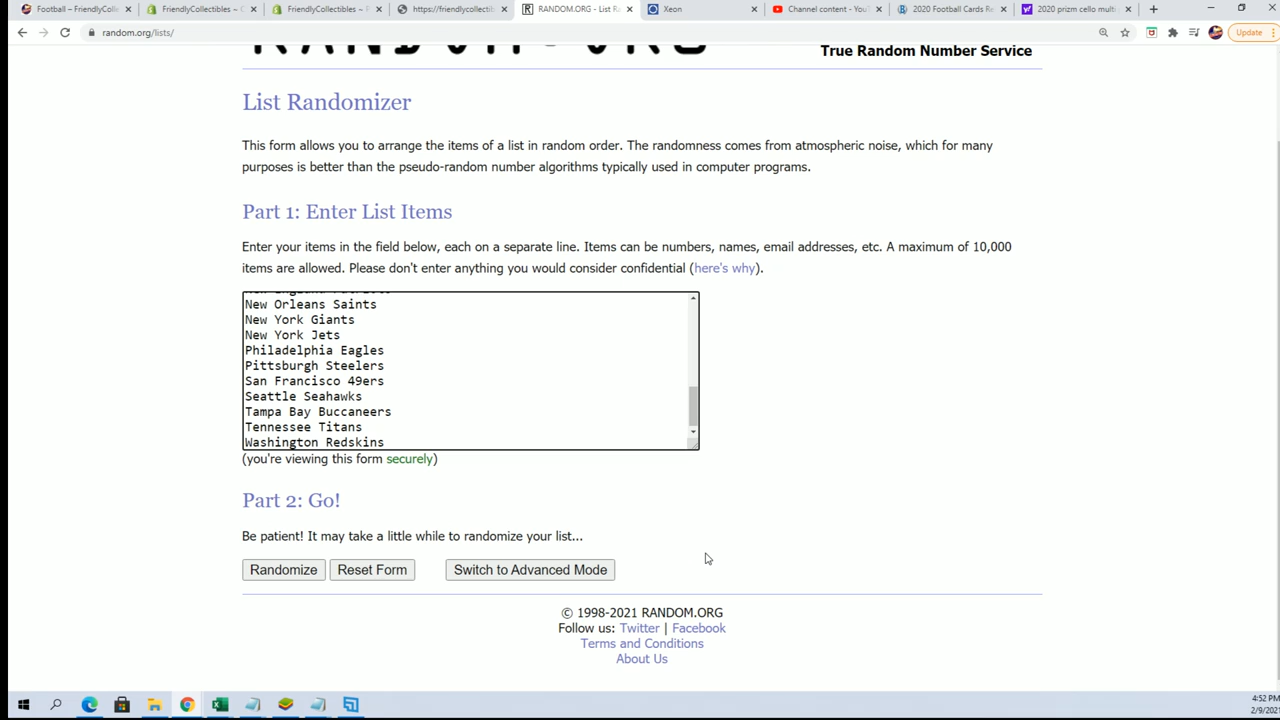 Football – FriendlyColle
FriendlyCollectibles ~ C
FriendlyCollectibles ~ F
https://friendlycollectib
RANDOM.ORG - List R
Xeon
Channel content - YouT
2020 Football Cards Re
2020 prizm cello multi
random.org/lists/
Update
RANDOM.ORG
True Random Number Service
List Randomizer
This form allows you to arrange the items of a list in random order. The randomness comes from atmospheric noise, which for many
purposes is better than the pseudo-random number algorithms typically used in computer programs.
Part 1: Enter List Items
Enter your items in the field below, each on a separate line. Items can be numbers, names, email addresses, etc. A maximum of 10,000
items are allowed. Please don't enter anything you would consider confidential (here's why).
New England Patriots
New Orleans Saints
New York Giants
New York Jets
Philadelphia Eagles
Pittsburgh Steelers
San Francisco 49ers
Seattle Seahawks
Tampa Bay Buccaneers
Tennessee Titans
Washington Redskins
(you're viewing this form securely)
Part 2: Go!
Be patient! It may take a little while to randomize your list...
Randomize
Reset Form
Switch to Advanced Mode
© 1998-2021 RANDOM.ORG
Follow us: Twitter | Facebook
Terms and Conditions
About Us
4:52 PM
2/9/2021